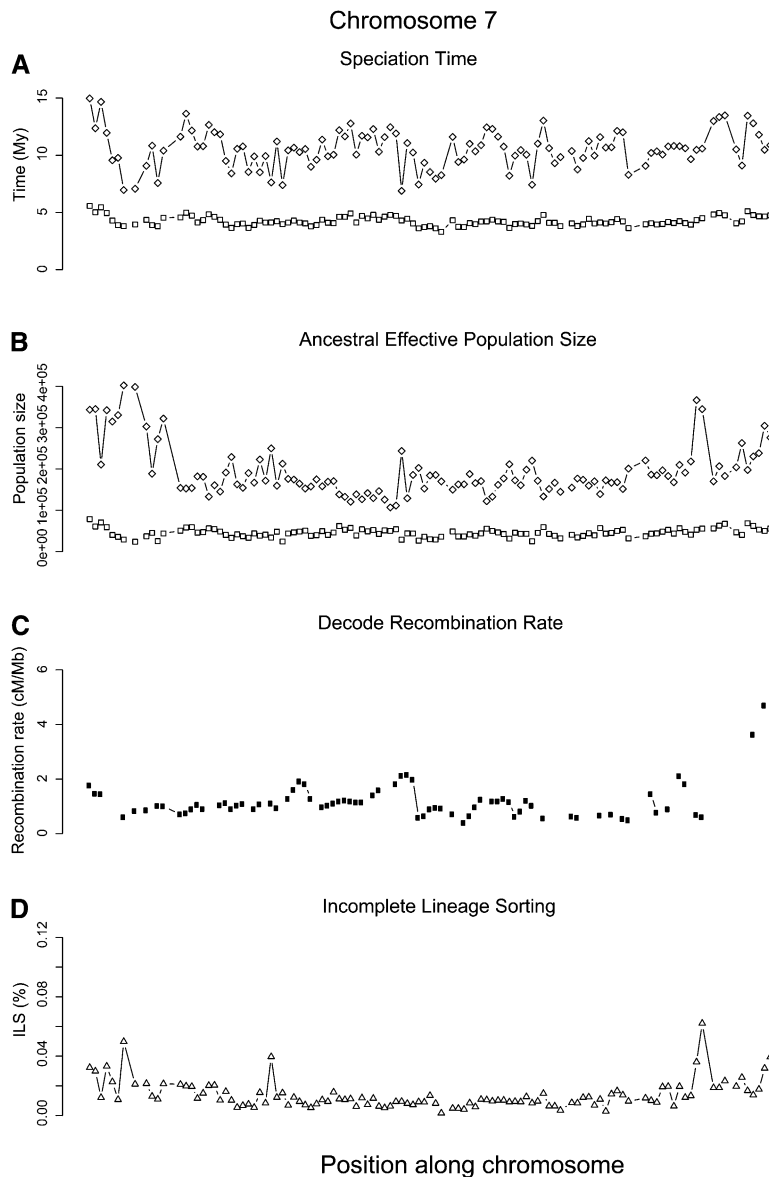 Chromosome 7
A
Speciation Time
Time (My)
15
10
5
0
B
Ancestral Effective Population Size
Population size
0e+00 1e+05 2e+05 3e+05 4e+05
C
Decode Recombination Rate
Recombination rate (cM/Mb)
6
4
2
0
D
Incomplete Lineage Sorting
ILS (%)
0.12
0.08
0.04
0.00
Position along chromosome